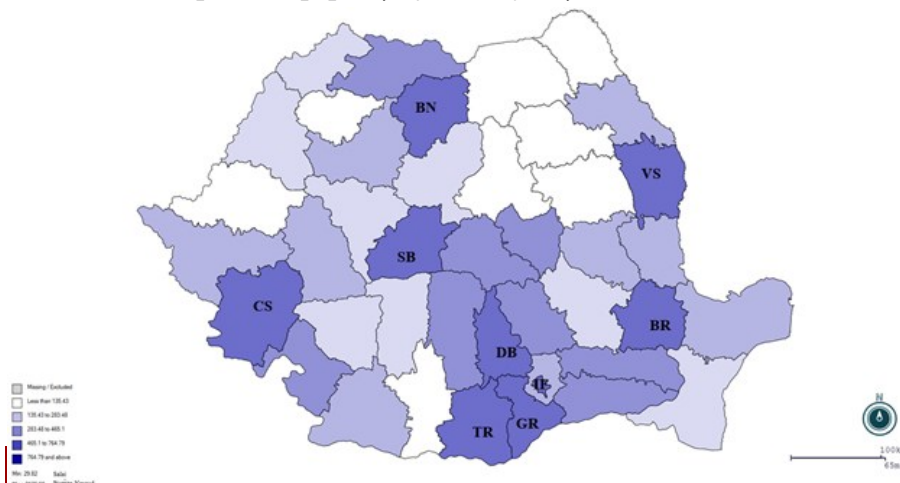 BN
VS
SB
CS
BR
DB
IF
TR
GR
Missing / Excluded
Less than 135.43
135.43 to 283.48
283.48 to 465.1
465.1 to 764.79
764.79 and above
Min: 29.82 Salaj
N
100k
65m